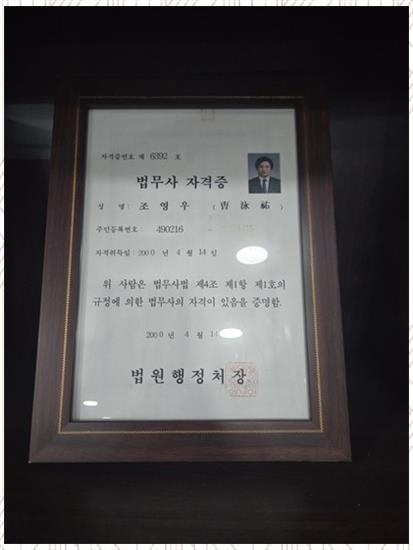 자격증번호 제 6392 호
법무사 자격증
성 명: 조 영 우 (曺 泳 祐)
주민등록번호: 490216
자격취득일: 2000 년 4 월 14 일
위 사람은 법무사법 제4조 제1항 제1호의
규정에 의한 법무사의 자격이 있음을 증명함.
2000 년 4 월 14
법 원 행 정 처 장